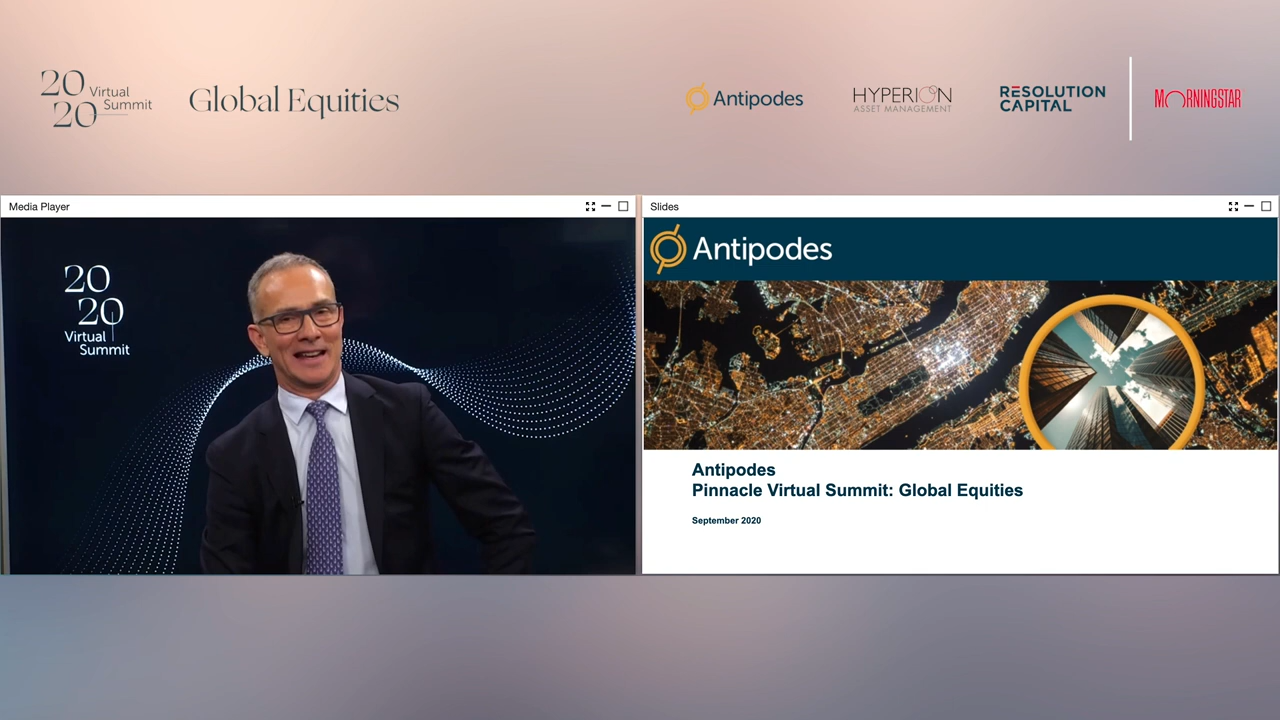 20
20
Virtual
Summit
Global Equities
Antipodes
HYPERION
ASSET MANAGEMENT
RESOLUTION
CAPITAL
MORNINGSTAR
Media Player
20
20
Virtual
Summit
Slides
Antipodes
Antipodes
Pinnacle Virtual Summit: Global Equities
September 2020